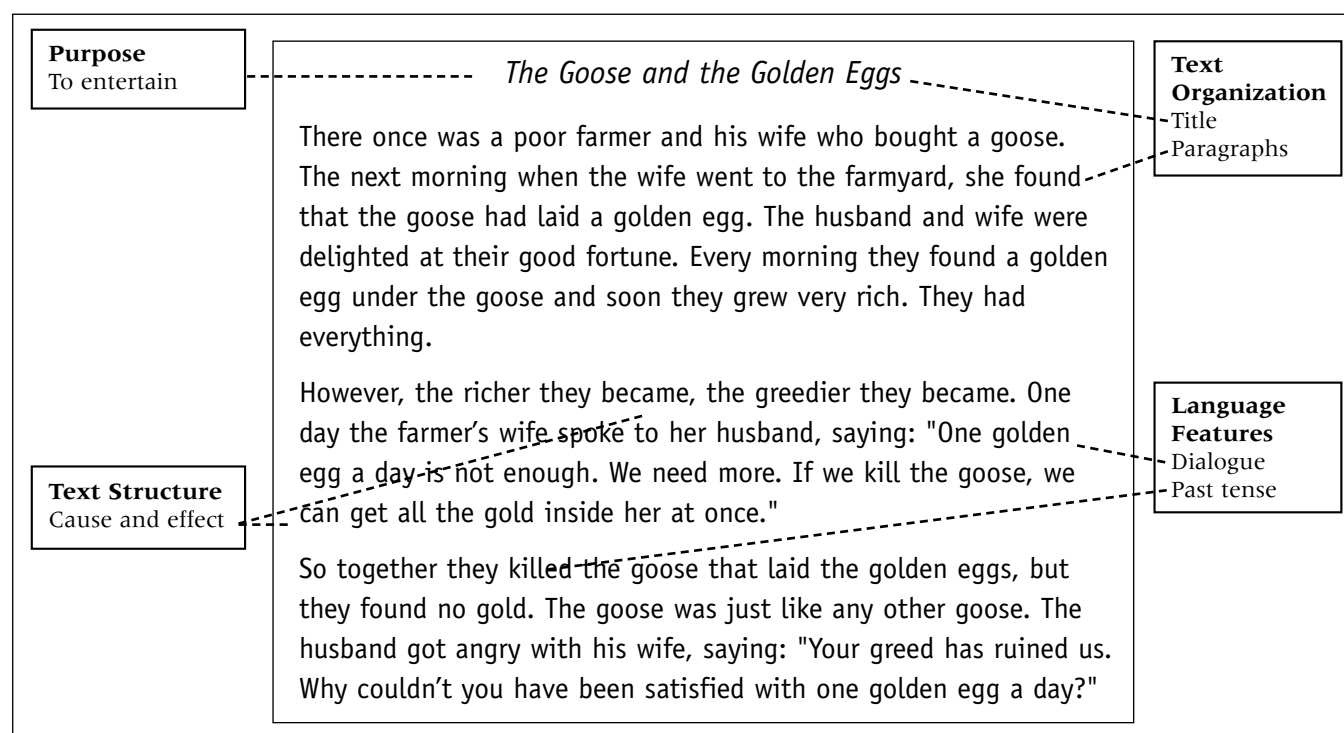 Purpose
To entertain
The Goose and the Golden Eggs
Text
Organization
Title
Paragraphs
There once was a poor farmer and his wife who bought a goose.
The next morning when the wife went to the farmyard, she found
that the goose had laid a golden egg. The husband and wife were
delighted at their good fortune. Every morning they found a golden
egg under the goose and soon they grew very rich. They had
everything.
However, the richer they became, the greedier they became. One
day the farmer's wife spoke to her husband, saying: "One golden
egg a day is not enough. We need more. If we kill the goose, we
can get all the gold inside her at once."
Language
Features
Dialogue
Past tense
Text Structure
Cause and effect
So together they killed the goose that laid the golden eggs, but
they found no gold. The goose was just like any other goose. The
husband got angry with his wife, saying: "Your greed has ruined us.
Why couldn't you have been satisfied with one golden egg a day?"